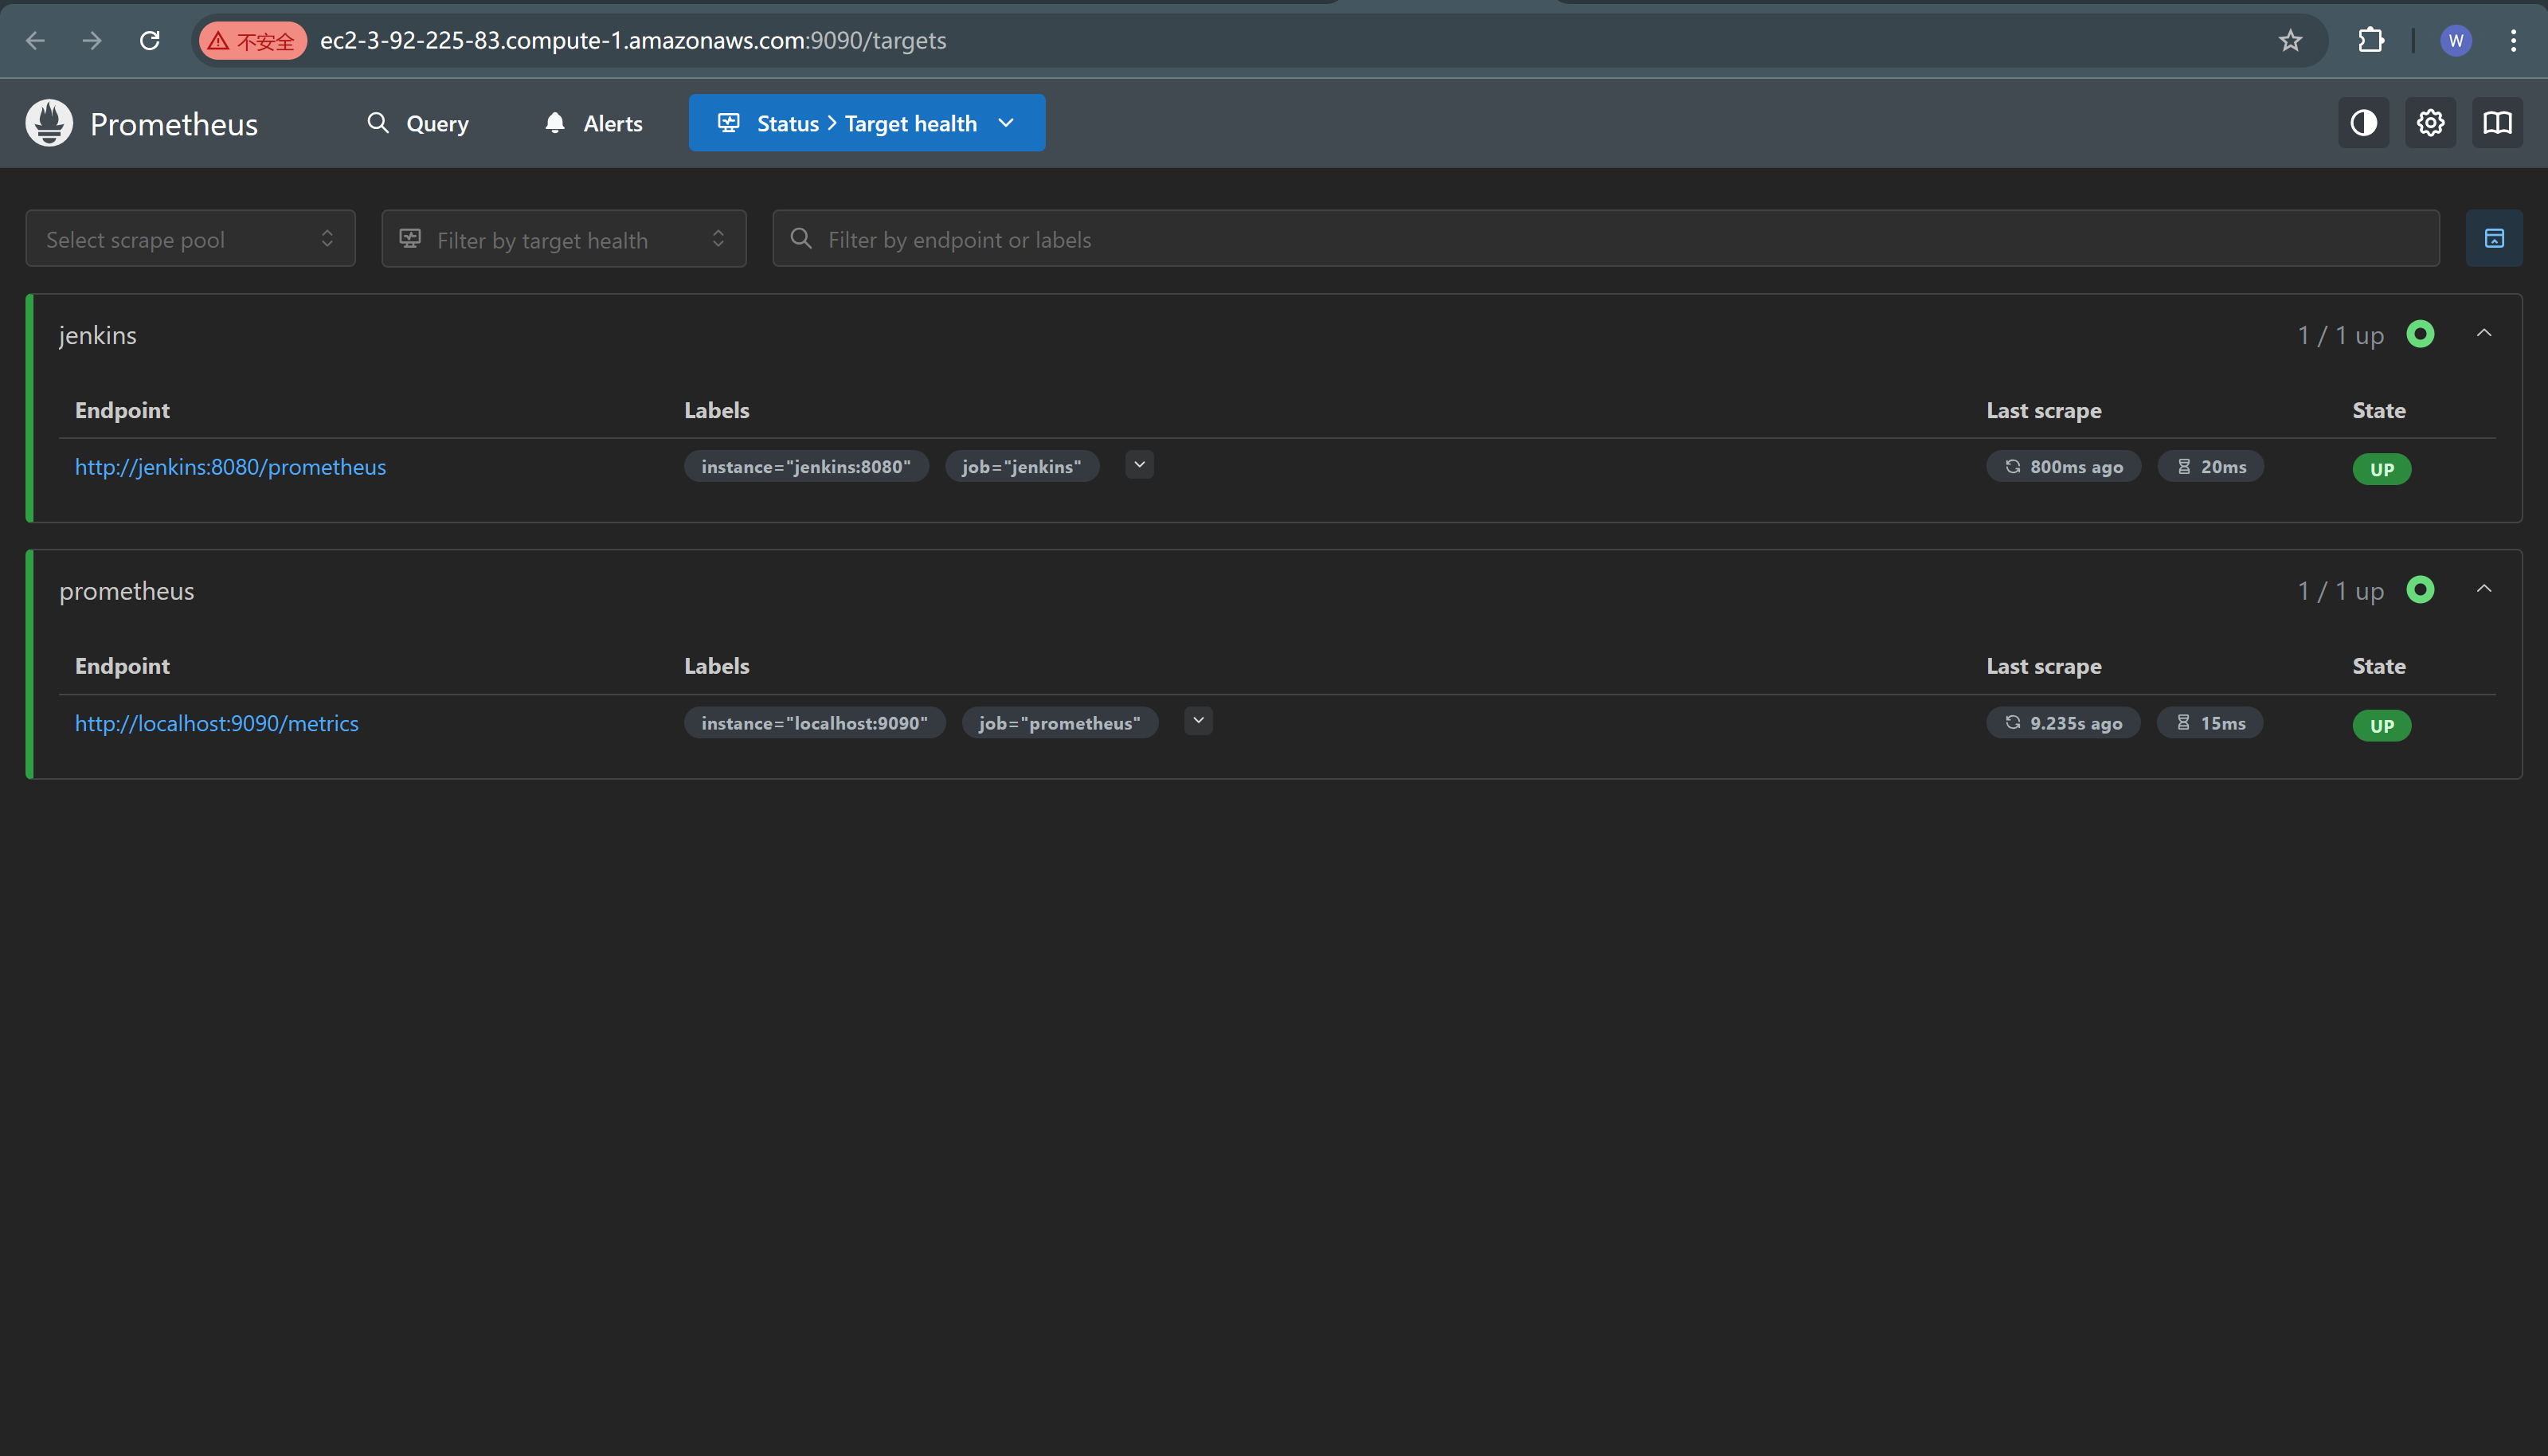 不安全 ec2-3-92-225-83.compute-1.amazonaws.com:9090/targets W
Prometheus Query Alerts Status > Target health
Select scrape pool Filter by target health Filter by endpoint or labels
jenkins 1 / 1 up
Endpoint Labels Last scrape State
http://jenkins:8080/prometheus instance="jenkins:8080" job="jenkins" 800ms ago 20ms UP
prometheus 1 / 1 up
Endpoint Labels Last scrape State
http://localhost:9090/metrics instance="localhost:9090" job="prometheus" 9.235s ago 15ms UP